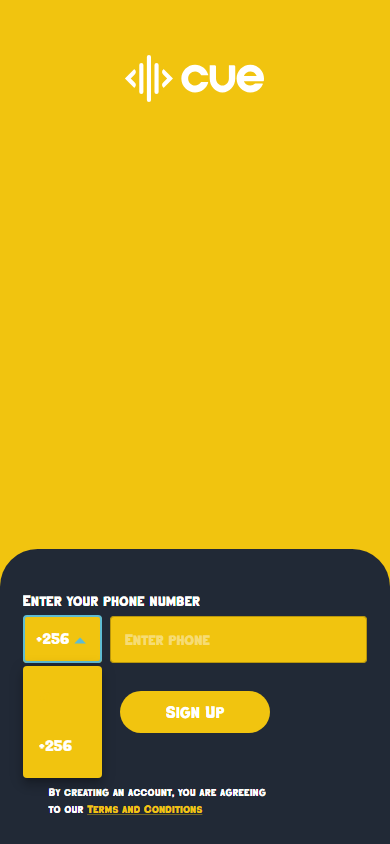 cue
Enter your phone number
+256
Enter phone
Sign Up
+256
By creating an account, you are agreeing
to our Terms and Conditions